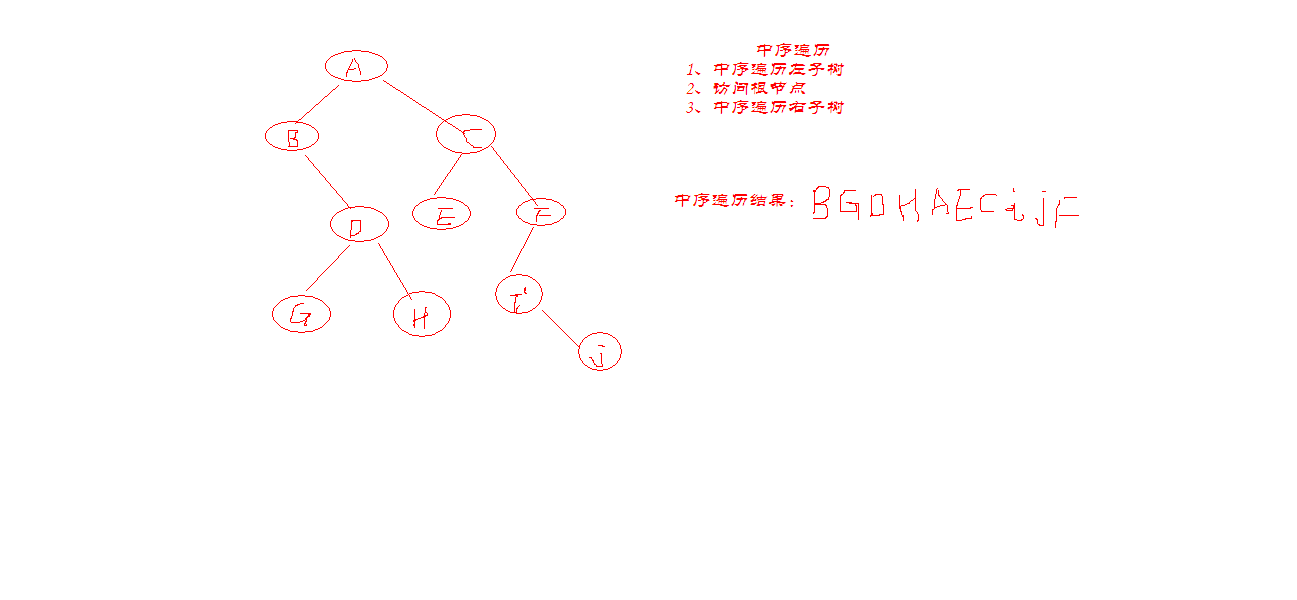 A
B
C
D
E
F
G
H
i
j
中序遍历
1、中序遍历左子树
2、访问根节点
3、中序遍历右子树
中序遍历结果：BGDHAECijF